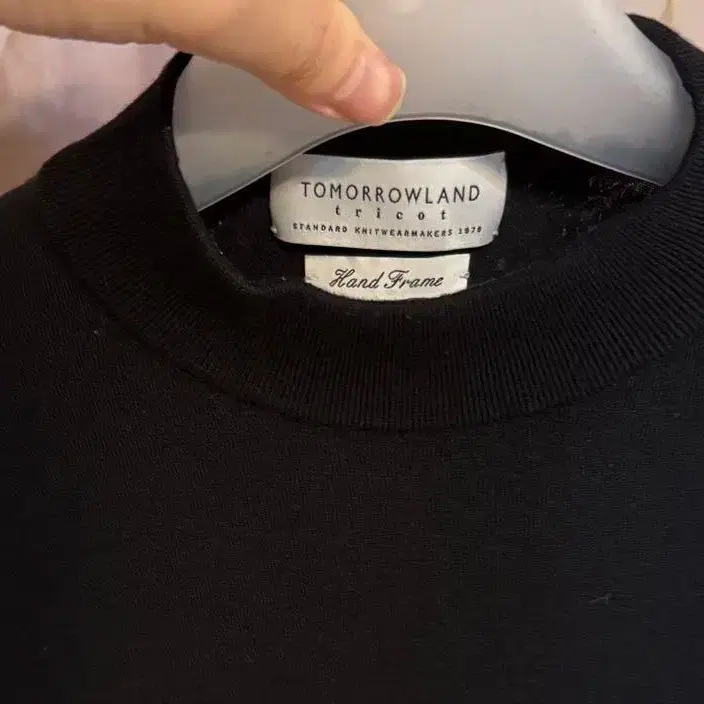 TOMORROWLAND
tricot
STANDARD KNITWEARMAKERS 1978
Hand Frame